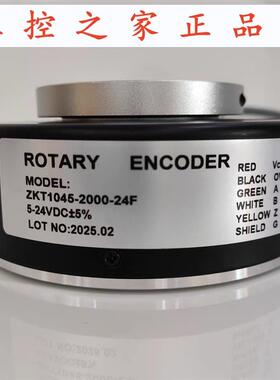 控之家正品
ROTARY ENCODER
MODEL:
ZKT1045-2000-24F
5-24VDC±5%
LOT NO:2025.02
RED
BLACK
GREEN A
WHITE B
YELLOW Z
SHIELD G